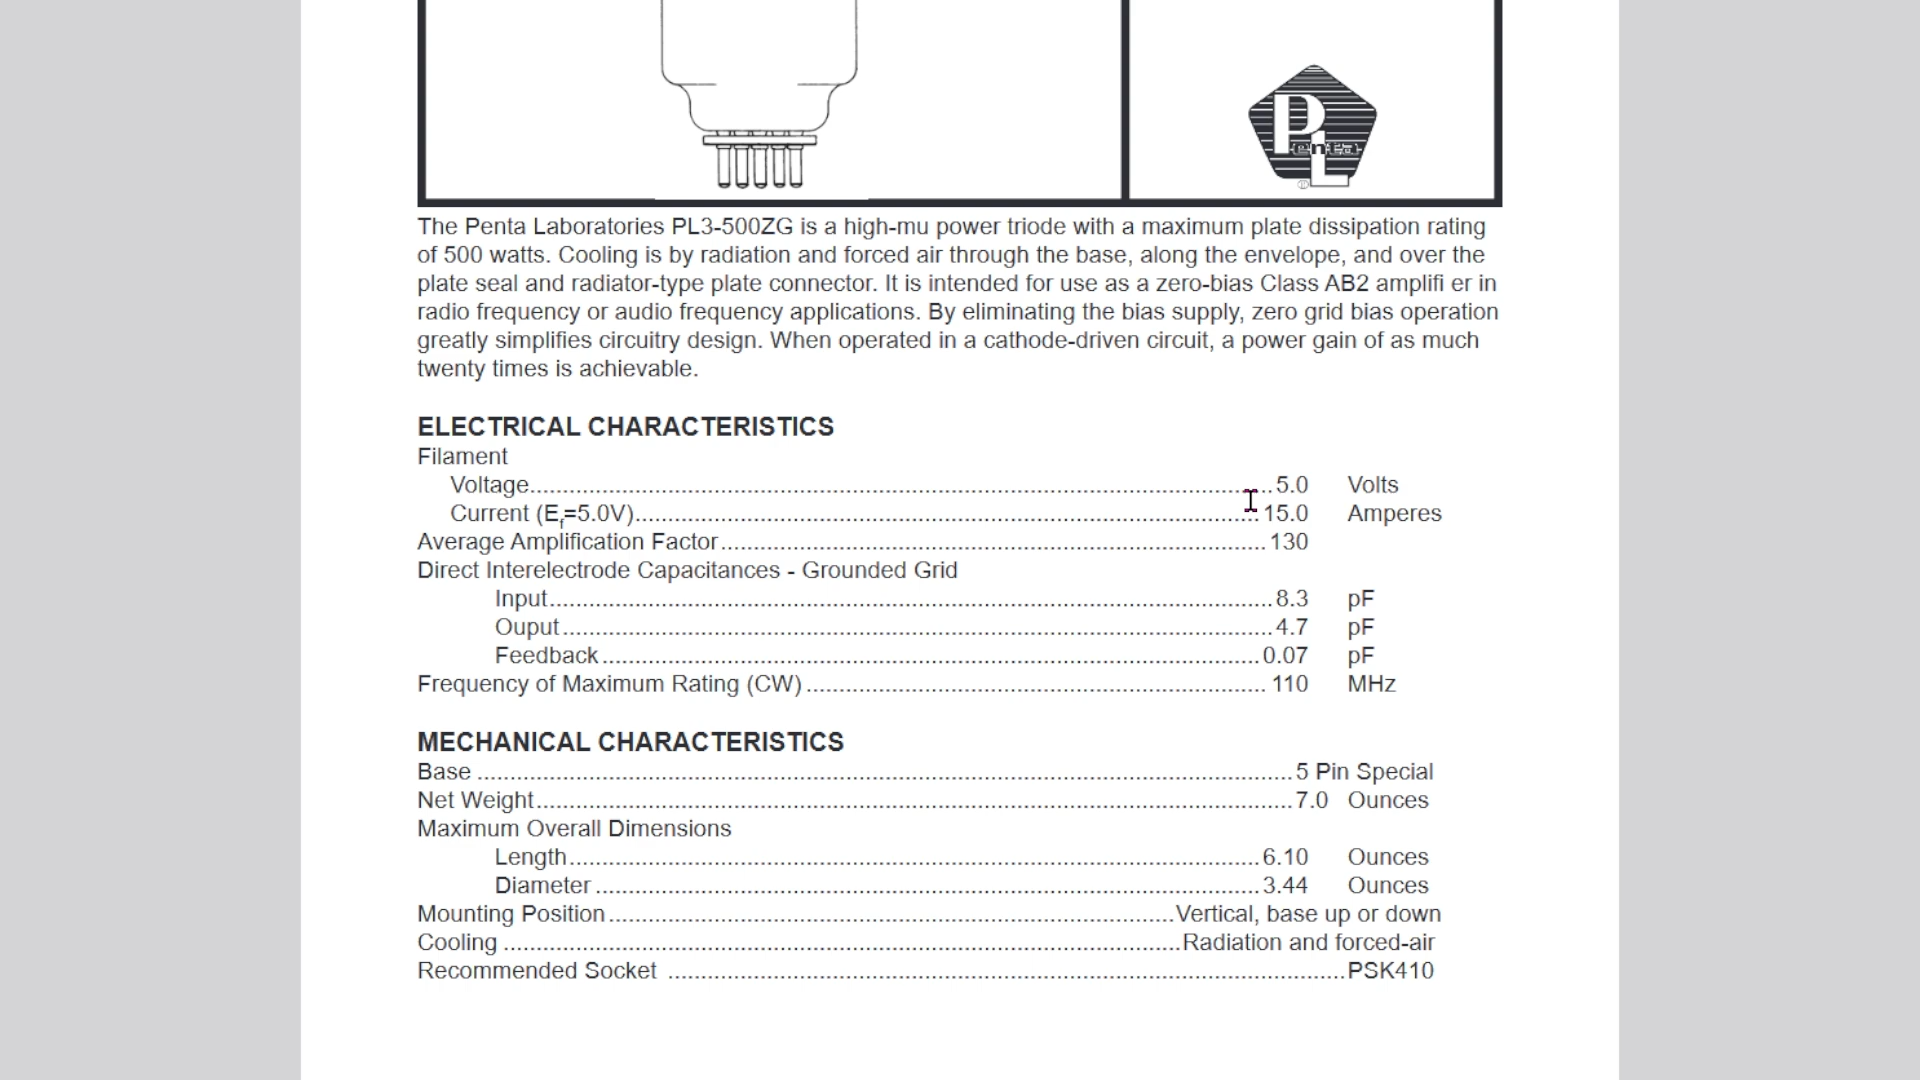 P
enta
L
®
The Penta Laboratories PL3-500ZG is a high-mu power triode with a maximum plate dissipation rating
of 500 watts. Cooling is by radiation and forced air through the base, along the envelope, and over the
plate seal and radiator-type plate connector. It is intended for use as a zero-bias Class AB2 amplifi er in
radio frequency or audio frequency applications. By eliminating the bias supply, zero grid bias operation
greatly simplifies circuitry design. When operated in a cathode-driven circuit, a power gain of as much
twenty times is achievable.
ELECTRICAL CHARACTERISTICS
Filament
Voltage....................5.0 Volts
Current (Ef=5.0V)....................15.0 Amperes
Average Amplification Factor....................130
Direct Interelectrode Capacitances - Grounded Grid
Input....................8.3 pF
Ouput....................4.7 pF
Feedback....................0.07 pF
Frequency of Maximum Rating (CW)....................110 MHz
MECHANICAL CHARACTERISTICS
Base....................5 Pin Special
Net Weight....................7.0 Ounces
Maximum Overall Dimensions
Length....................6.10 Ounces
Diameter....................3.44 Ounces
Mounting Position....................Vertical, base up or down
Cooling....................Radiation and forced-air
Recommended Socket....................PSK410